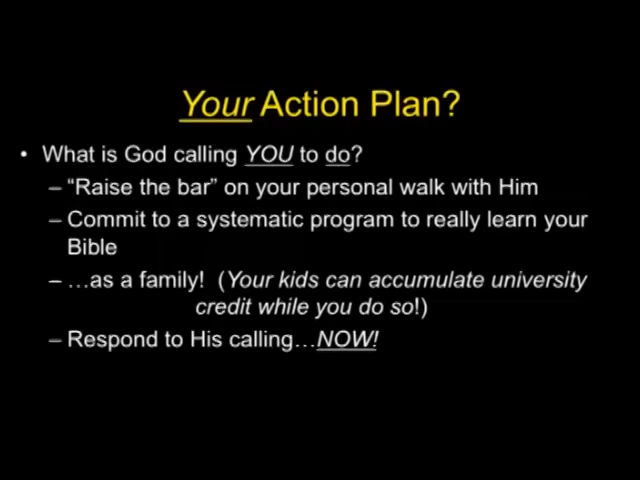 Your Action Plan?
• What is God calling YOU to do?
– “Raise the bar” on your personal walk with Him
– Commit to a systematic program to really learn your
Bible
– …as a family! (Your kids can accumulate university
credit while you do so!)
– Respond to His calling…NOW!